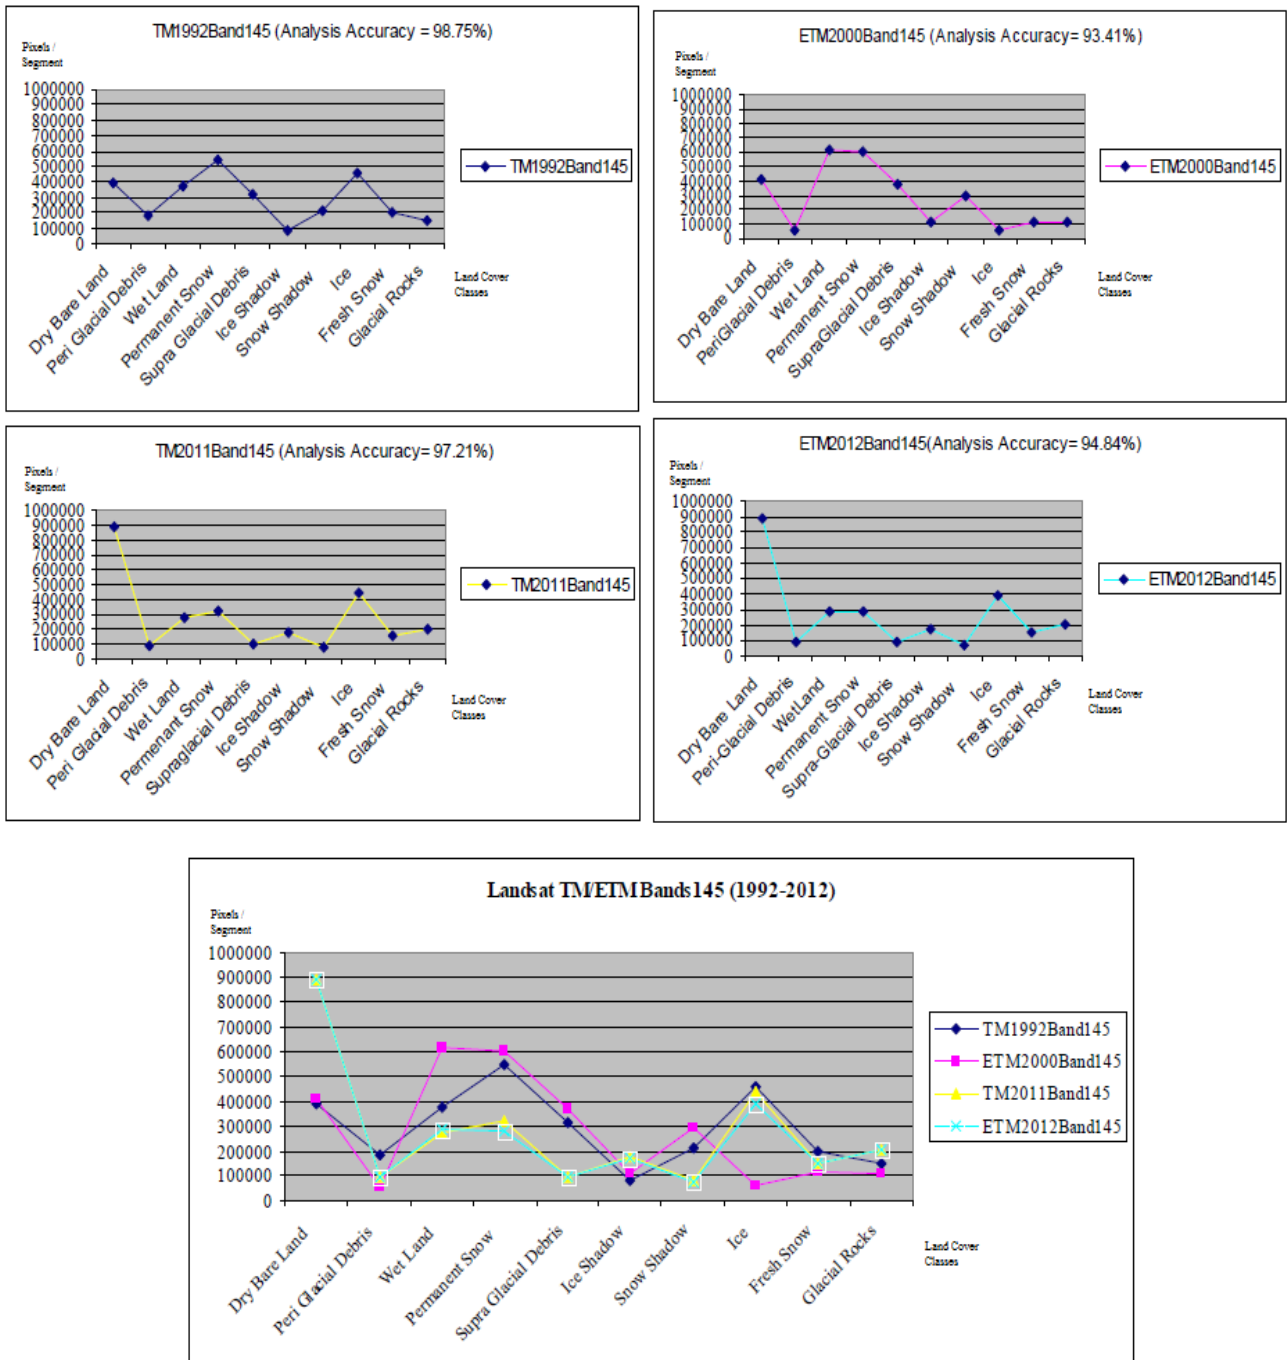 TM1992Band145 (Analysis Accuracy = 98.75%)
Pixels /
Segment
1000000
900000
800000
700000
600000
500000
400000
300000
200000
100000
0
Dry Bare Land
Peri Glacial Debris
Wet Land
Permanent Snow
Supra Glacial Debris
Ice Shadow
Snow Shadow
Ice
Fresh Snow
Glacial Rocks
Land Cover
Classes
TM1992Band145
ETM2000Band145 (Analysis Accuracy= 93.41%)
Pixels /
Segment
1000000
900000
800000
700000
600000
500000
400000
300000
200000
100000
0
Dry Bare Land
PeriGlacial Debris
Wet Land
Permanent Snow
SupraGlacial Debris
Ice Shadow
Snow Shadow
Ice
Fresh Snow
Glacial Rocks
Land Cover
Classes
ETM2000Band145
TM2011Band145 (Analysis Accuracy= 97.21%)
Pixels /
Segment
1000000
900000
800000
700000
600000
500000
400000
300000
200000
100000
0
Dry Bare Land
Peri Glacial Debris
Wet Land
Permenant Snow
Supraglacial Debris
Ice Shadow
Snow Shadow
Ice
Fresh Snow
Glacial Rocks
Land Cover
Classes
TM2011Band145
ETM2012Band145(Analysis Accuracy= 94.84%)
Pixels /
Segment
1000000
900000
800000
700000
600000
500000
400000
300000
200000
100000
0
Dry Bare Land
Peri-Glacial Debris
WetLand
Permanent Snow
Supra-Glacial Debris
Ice Shadow
Snow Shadow
Ice
Fresh Snow
Glacial Rocks
Land Cover
Classes
ETM2012Band145
Landsat TM/ETM Bands145 (1992-2012)
Pixels /
Segment
1000000
900000
800000
700000
600000
500000
400000
300000
200000
100000
0
Dry Bare Land
Peri Glacial Debris
Wet Land
Permanent Snow
Supra Glacial Debris
Ice Shadow
Snow Shadow
Ice
Fresh Snow
Glacial Rocks
Land Cover
Classes
TM1992Band145
ETM2000Band145
TM2011Band145
ETM2012Band145